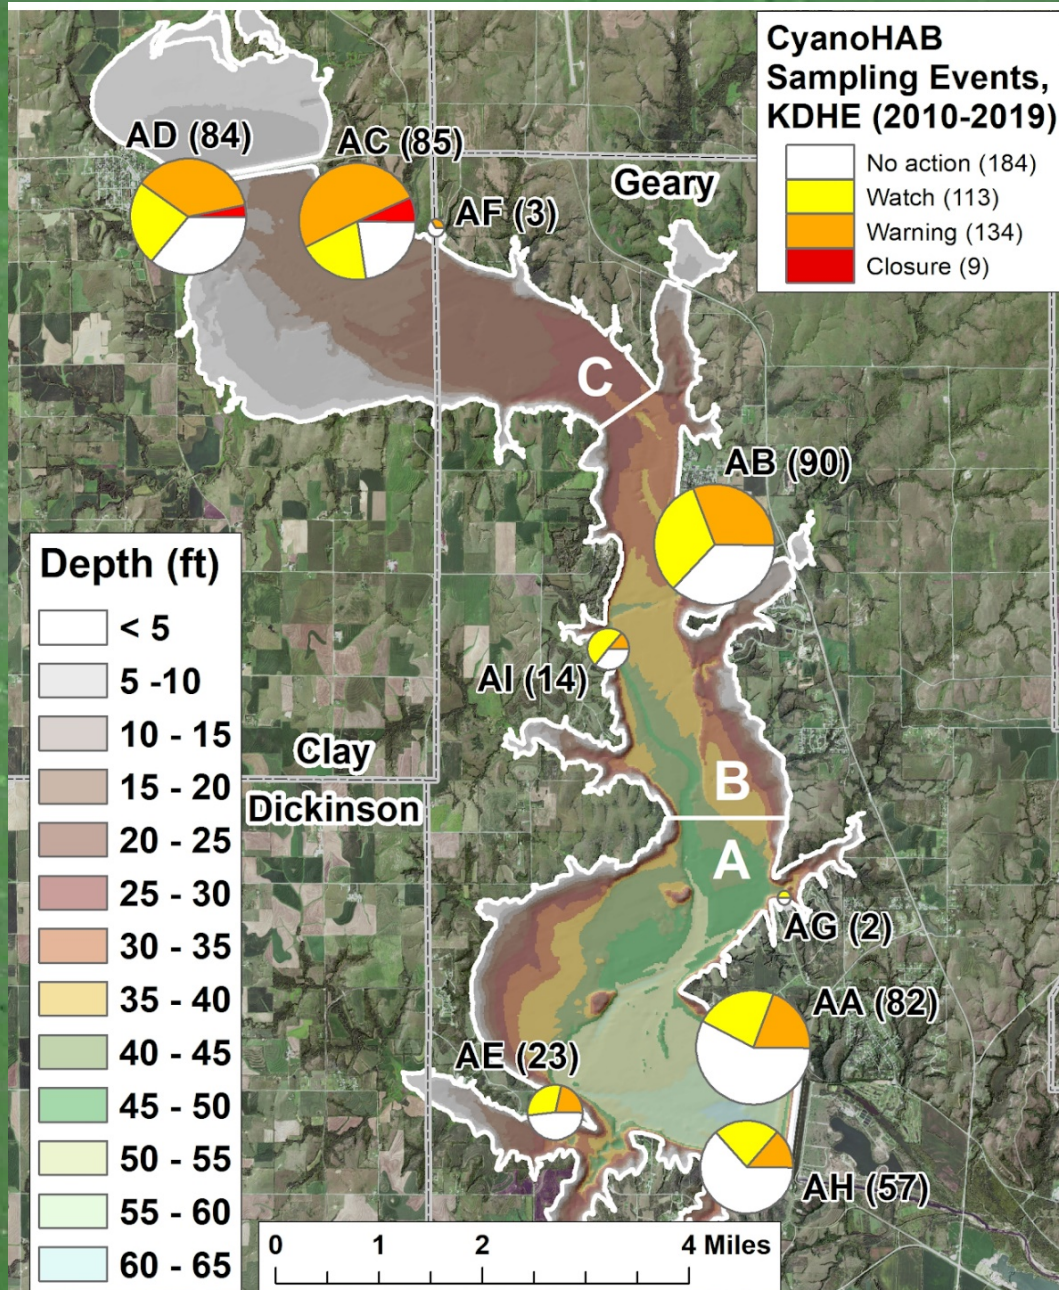 CyanoHAB
Sampling Events,
KDHE (2010-2019)
No action (184)
Watch (113)
Warning (134)
Closure (9)
AD (84)
AC (85)
AF (3)
Geary
C
AB (90)
AI (14)
Clay
Dickinson
B
A
AG (2)
AA (82)
AE (23)
AH (57)
Depth (ft)
< 5
5 -10
10 - 15
15 - 20
20 - 25
25 - 30
30 - 35
35 - 40
40 - 45
45 - 50
50 - 55
55 - 60
60 - 65
0 1 2 4 Miles